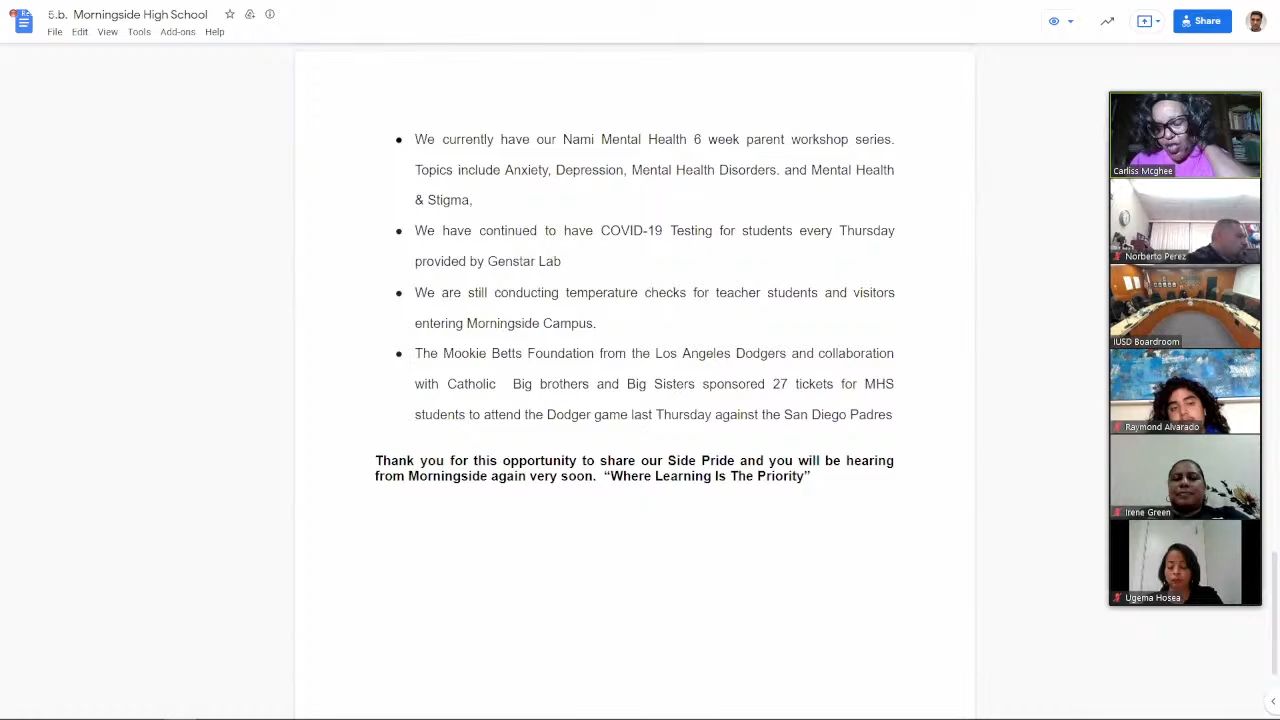 5.b. Morningside High School
File Edit View Tools Add-ons Help
Share
● We currently have our Nami Mental Health 6 week parent workshop series.
Topics include Anxiety, Depression, Mental Health Disorders. and Mental Health
& Stigma,
● We have continued to have COVID-19 Testing for students every Thursday
provided by Genstar Lab
● We are still conducting temperature checks for teacher students and visitors
entering Morningside Campus.
● The Mookie Betts Foundation from the Los Angeles Dodgers and collaboration
with Catholic Big brothers and Big Sisters sponsored 27 tickets for MHS
students to attend the Dodger game last Thursday against the San Diego Padres
Thank you for this opportunity to share our Side Pride and you will be hearing
from Morningside again very soon. “Where Learning Is The Priority”
Carliss Mcghee
Norberto Perez
IUSD Boardroom
Raymond Alvarado
Irene Green
Ugema Hosea